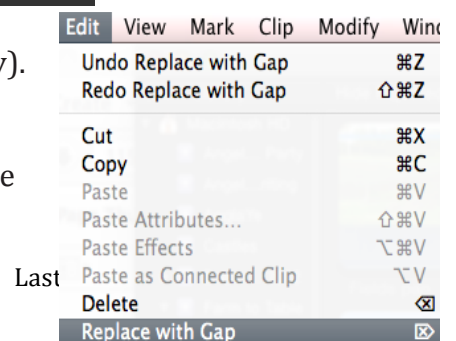 Edit View Mark Clip Modify
y).
Undo Replace with Gap ⌘Z
Redo Replace with Gap ⇧⌘Z
Cut ⌘X
Copy ⌘C
e
Paste ⌘V
Paste Attributes... ⇧⌘V
Paste Effects ⌥⌘V
Last
Paste as Connected Clip ⌥V
Delete ⌫
Replace with Gap ⌦